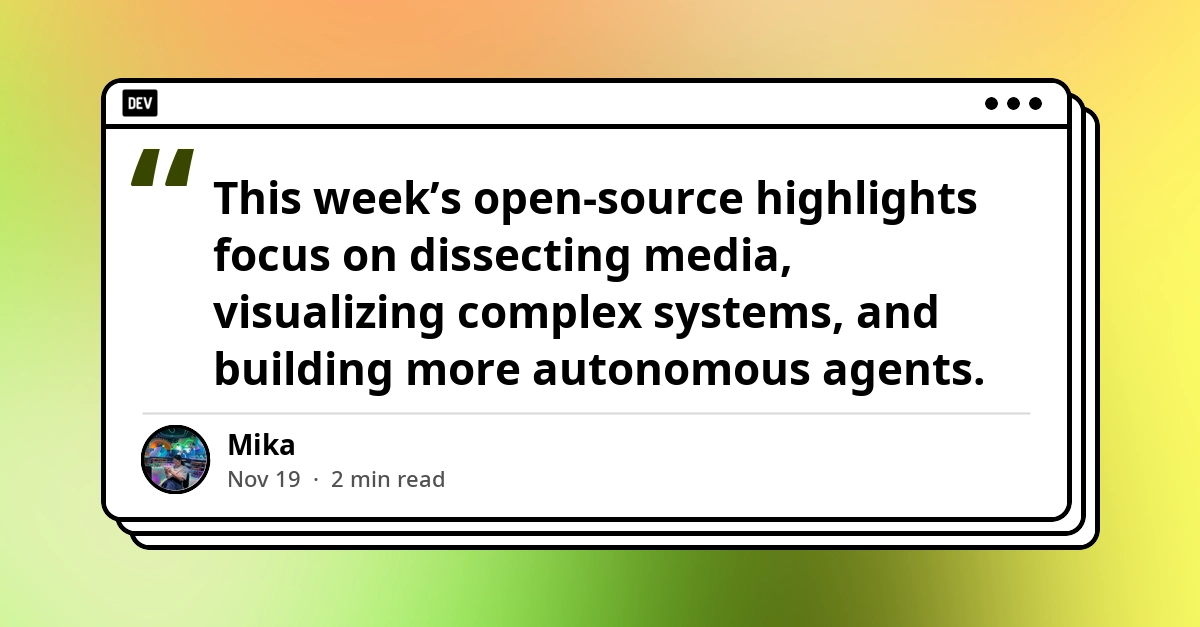 DEV
“
This week’s open-source highlights
focus on dissecting media,
visualizing complex systems, and
building more autonomous agents.
Mika
Nov 19 · 2 min read